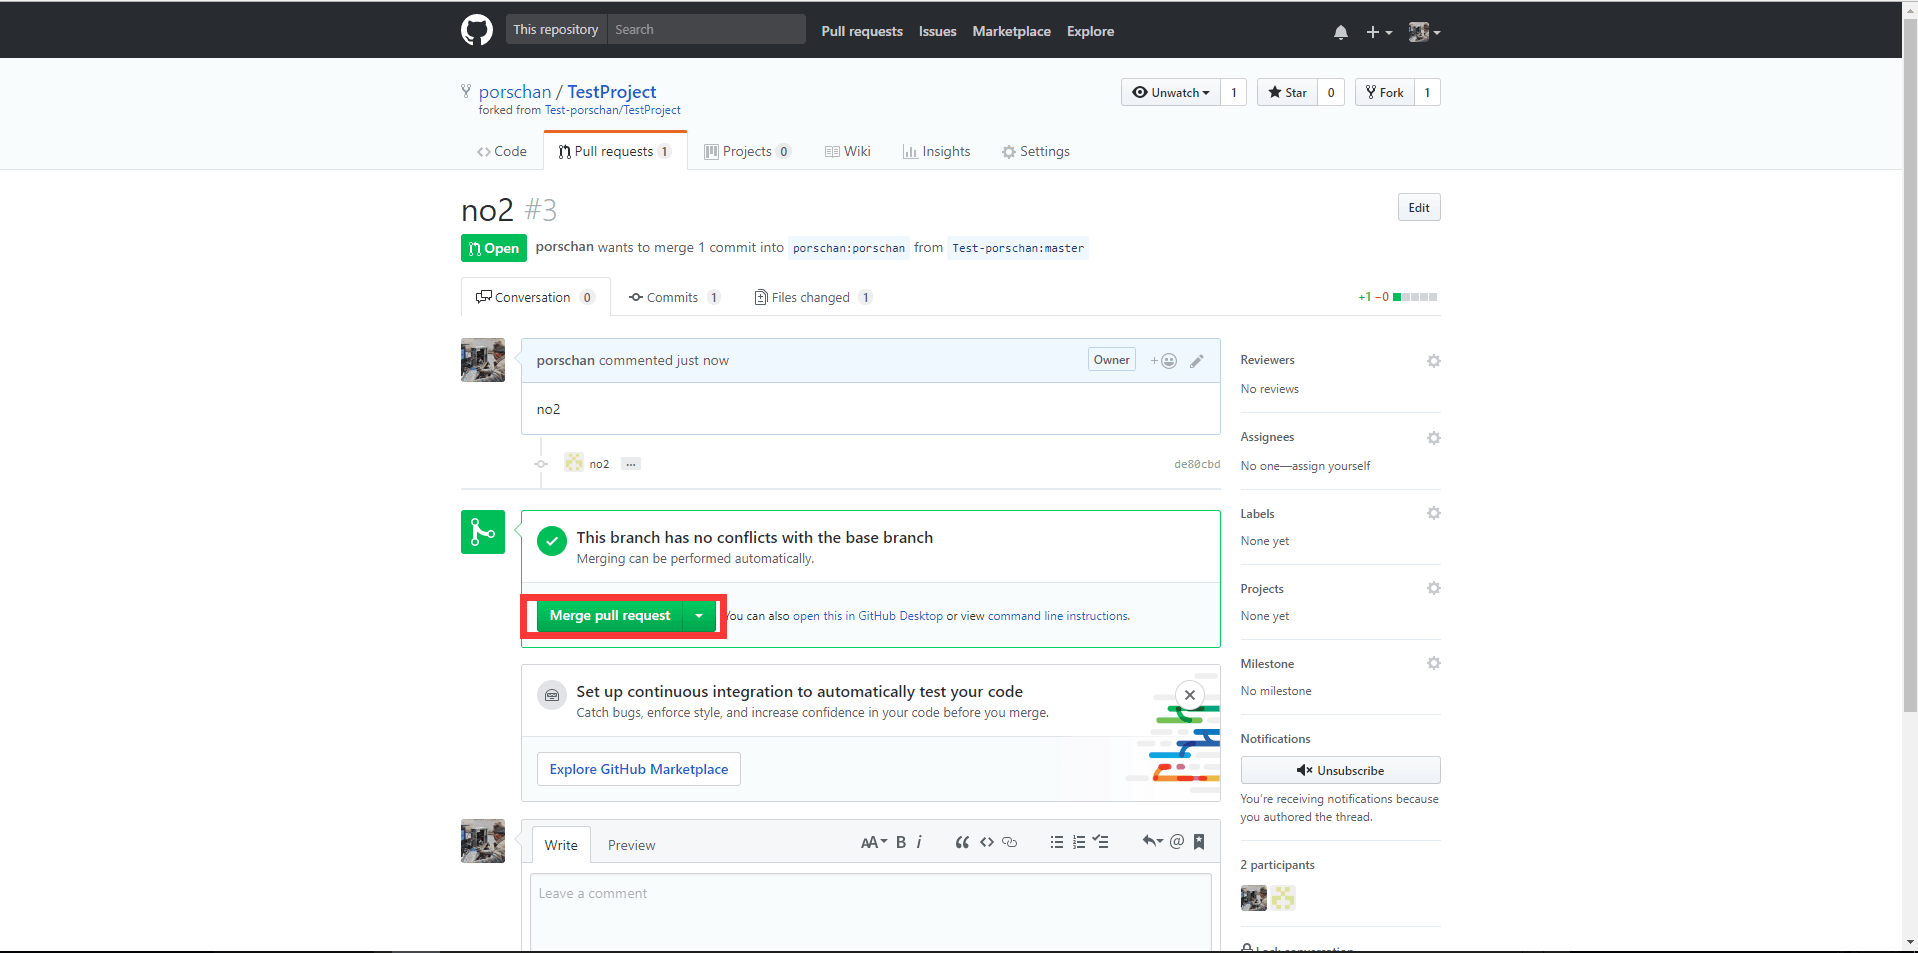 This repository Search Pull requests Issues Marketplace Explore
porschan / TestProject
forked from Test-porschan/TestProject
Unwatch 1 Star 0 Fork 1
Code Pull requests 1 Projects 0 Wiki Insights Settings
no2 #3
Edit
Open porschan wants to merge 1 commit into porschan:porschan from Test-porschan:master
Conversation 0 Commits 1 Files changed 1 +1 −0
porschan commented just now Owner
no2
no2 … de80cbd
This branch has no conflicts with the base branch
Merging can be performed automatically.
Merge pull request You can also open this in GitHub Desktop or view command line instructions.
Set up continuous integration to automatically test your code
Catch bugs, enforce style, and increase confidence in your code before you merge.
Explore GitHub Marketplace
Write Preview AA B i
Leave a comment
Reviewers
No reviews
Assignees
No one—assign yourself
Labels
None yet
Projects
None yet
Milestone
No milestone
Notifications
Unsubscribe
You're receiving notifications because
you authored the thread.
2 participants
Lock conversation